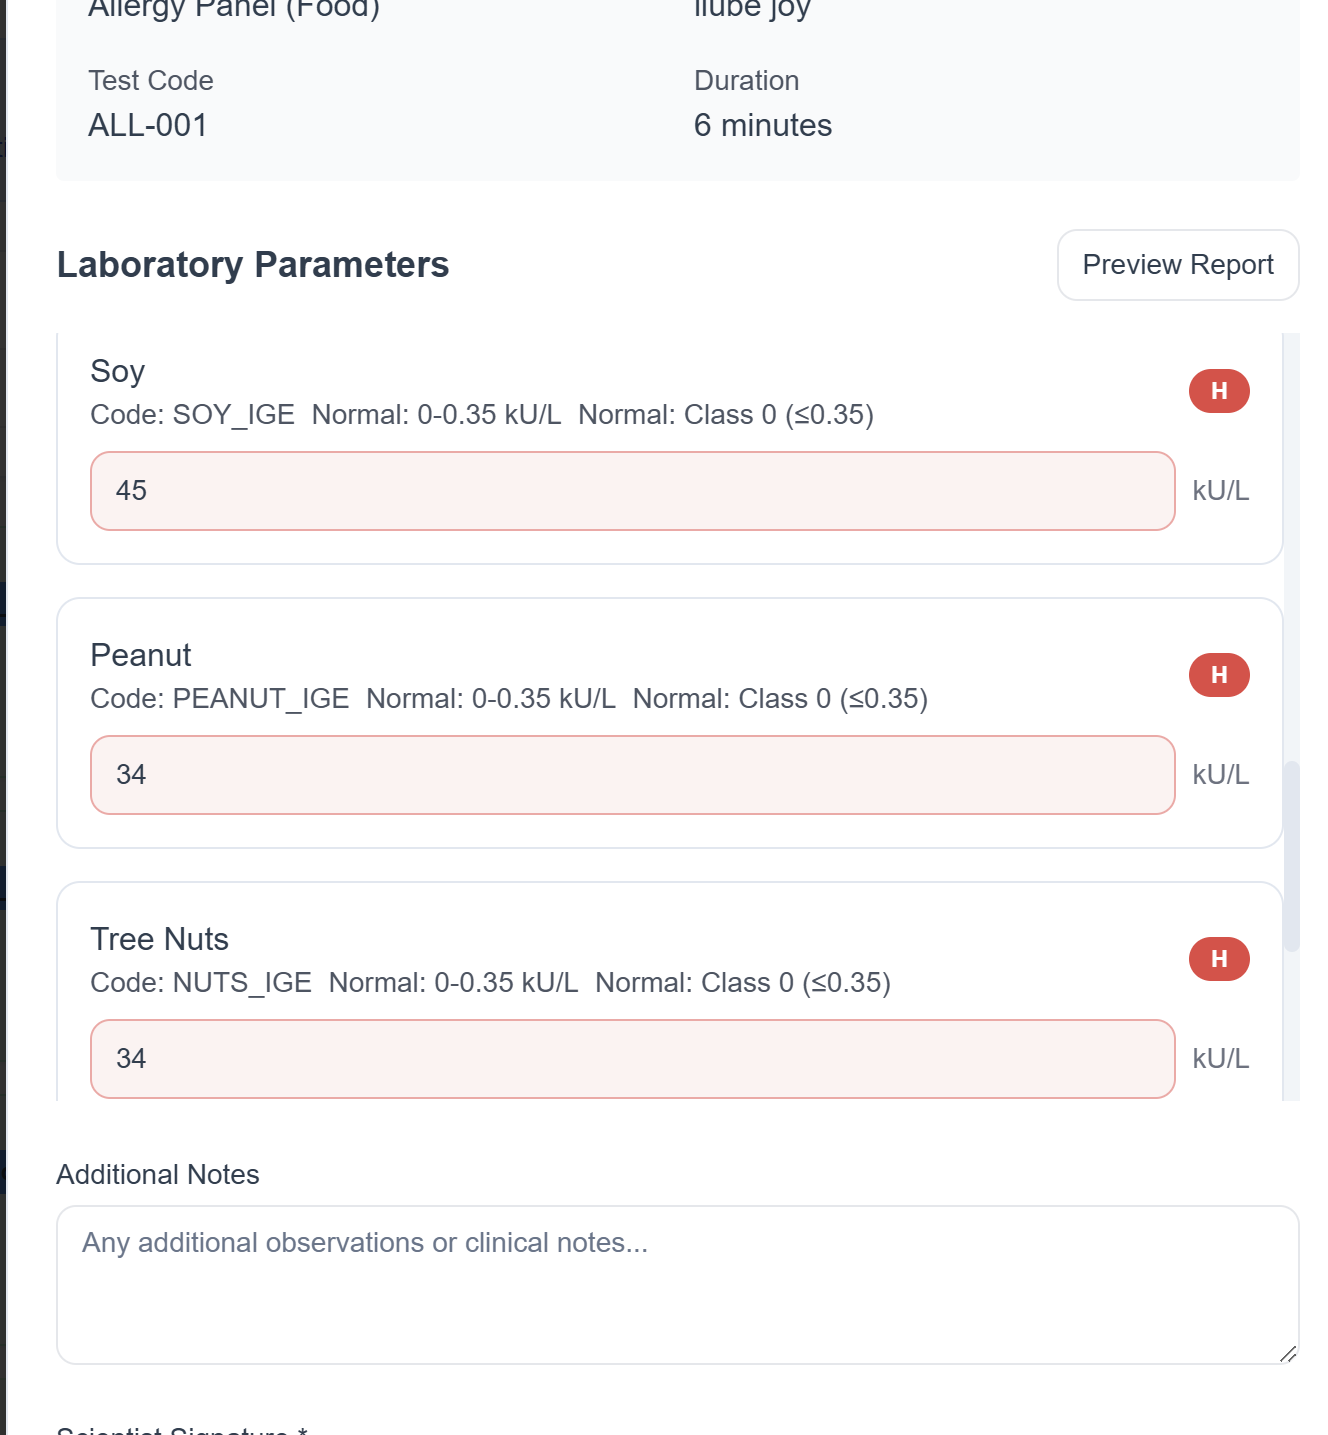 Allergy Panel (Food)
Test Code
ALL-001
Duration
6 minutes
Laboratory Parameters
Preview Report
Soy
H
Code: SOY_IGE Normal: 0-0.35 kU/L Normal: Class 0 (≤0.35)
45
kU/L
Peanut
H
Code: PEANUT_IGE Normal: 0-0.35 kU/L Normal: Class 0 (≤0.35)
34
kU/L
Tree Nuts
H
Code: NUTS_IGE Normal: 0-0.35 kU/L Normal: Class 0 (≤0.35)
34
kU/L
Additional Notes
Any additional observations or clinical notes...
Scientist Signature *